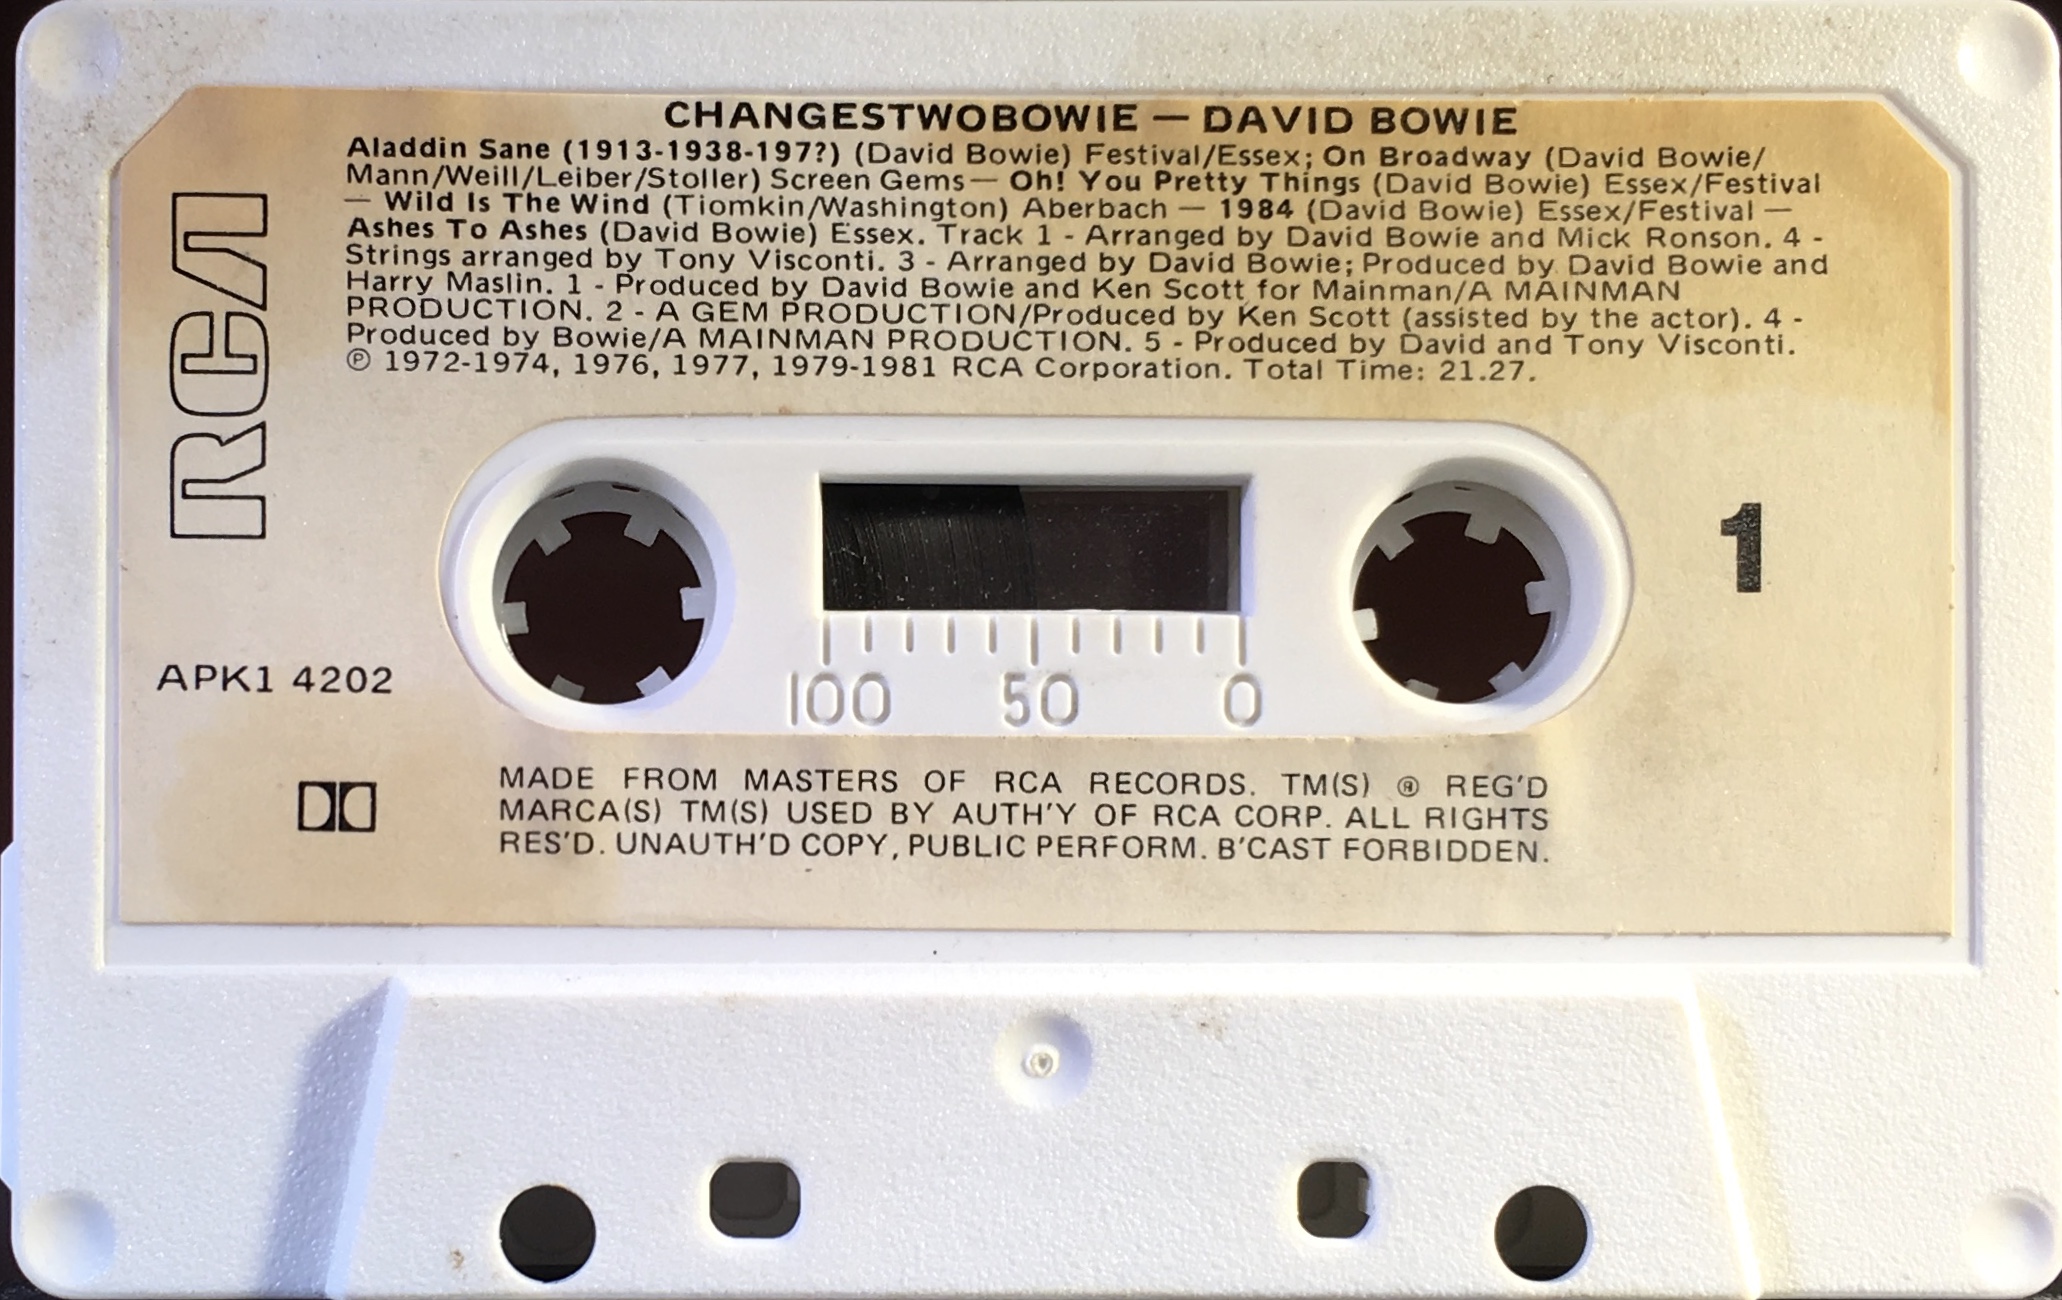 CHANGESTWOBOWIE — DAVID BOWIE
Aladdin Sane (1913-1938-197?) (David Bowie) Festival/Essex; On Broadway (David Bowie/
Mann/Weill/Leiber/Stoller) Screen Gems — Oh! You Pretty Things (David Bowie) Essex/Festival
— Wild Is The Wind (Tiomkin/Washington) Aberbach — 1984 (David Bowie) Essex/Festival —
Ashes To Ashes (David Bowie) Essex. Track 1 - Arranged by David Bowie and Mick Ronson. 4 -
Strings arranged by Tony Visconti. 3 - Arranged by David Bowie; Produced by David Bowie and
Harry Maslin. 1 - Produced by David Bowie and Ken Scott for Mainman/A MAINMAN
PRODUCTION. 2 - A GEM PRODUCTION/Produced by Ken Scott (assisted by the actor). 4 -
Produced by Bowie/A MAINMAN PRODUCTION. 5 - Produced by David and Tony Visconti.
℗ 1972-1974, 1976, 1977, 1979-1981 RCA Corporation. Total Time: 21.27.
RCA
1
APK1 4202
100 50 0
MADE FROM MASTERS OF RCA RECORDS. TM(S) ® REG'D
MARCA(S) TM(S) USED BY AUTH'Y OF RCA CORP. ALL RIGHTS
RES'D. UNAUTH'D COPY, PUBLIC PERFORM. B'CAST FORBIDDEN.